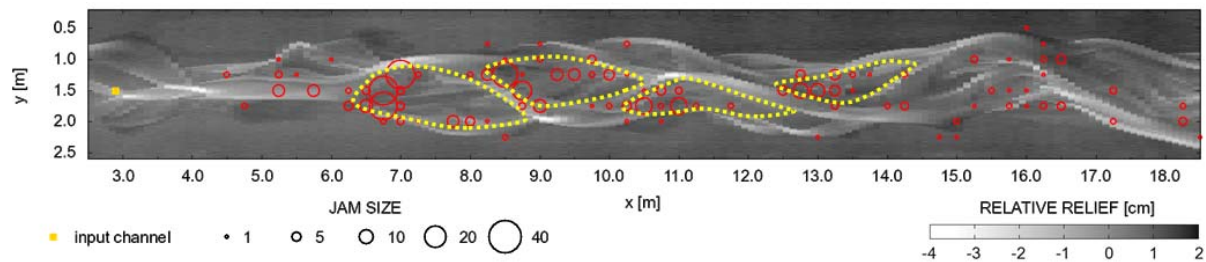 0.5
1.0
1.5
2.0
2.5
y [m]
3.0 4.0 5.0 6.0 7.0 8.0 9.0 10.0 11.0 12.0 13.0 14.0 15.0 16.0 17.0 18.0
x [m]
JAM SIZE
input channel 1 5 10 20 40
RELATIVE RELIEF [cm]
-4 -3 -2 -1 0 1 2